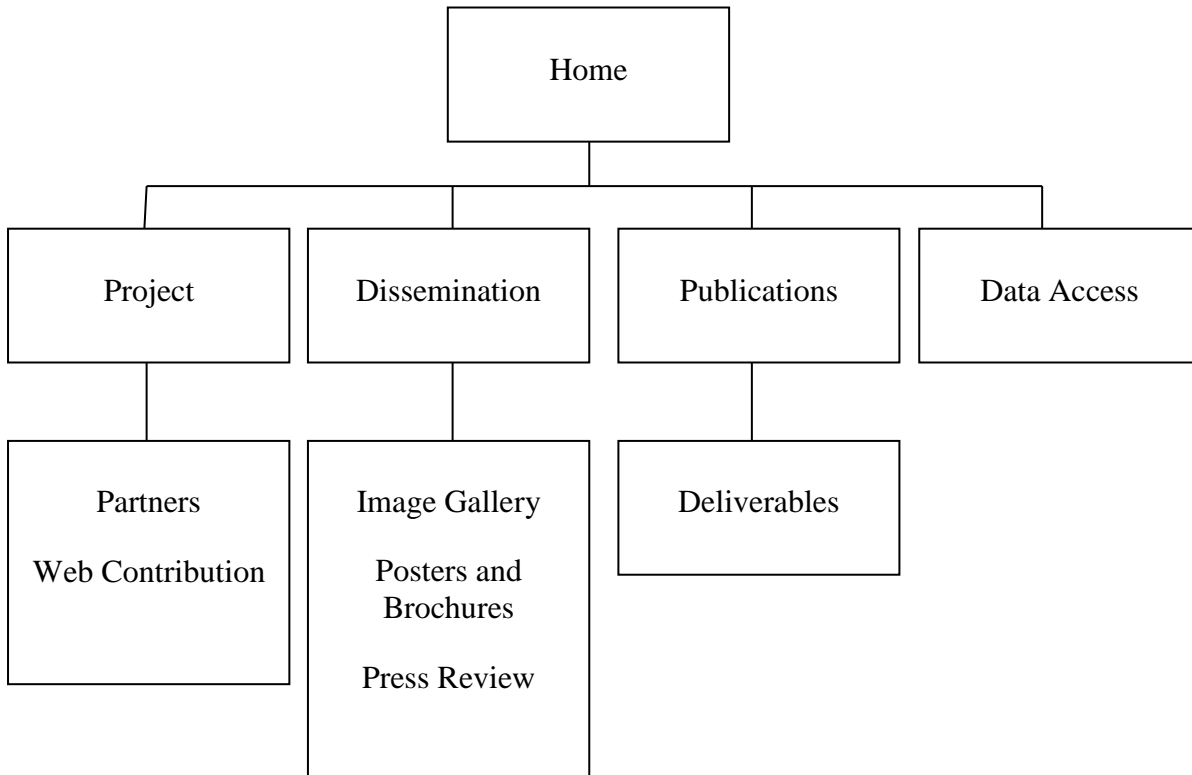 Home
Project
Dissemination
Publications
Data Access
Partners
Web Contribution
Image Gallery
Posters and
Brochures
Press Review
Deliverables